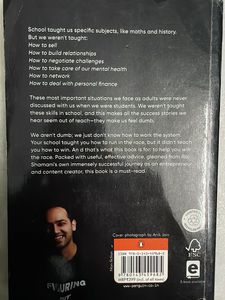 School taught us specific subjects, like maths and history.
But we weren't taught:
How to sell
How to build relationships
How to negotiate challenges
How to take care of our mental health
How to network
How to deal with personal finance
These most important situations we face as adults were never
discussed with us when we were students. We weren't taught
these skills in school, and this makes all the success stories we
hear seem out of reach—they make us feel dumb.
We aren't dumb; we just don't know how to work the system.
Your school taught you how to run in the race, but it didn't teach
you how to win. And that's what this book is for: to help you win
the race. Packed with useful, effective advice, gleaned from Raj
Shamani's own immensely successful journey as an entrepreneur
and content creator, this book is a must-read.
Cover photograph by
FIGURING
OUT
FSC
e
www.penguin.co.in